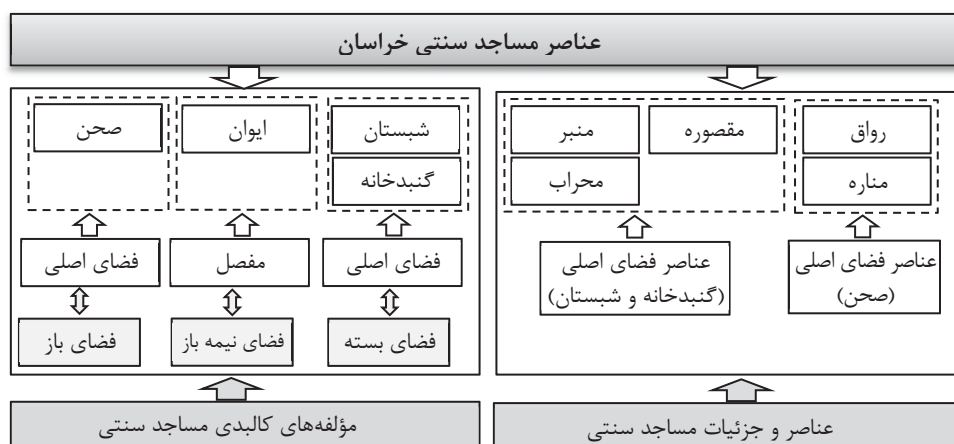 عناصر مساجد سنتی خراسان
رواق
مناره
مقصوره
منبر
محراب
عناصر فضای اصلی
(صحن)
عناصر فضای اصلی
(گنبدخانه و شبستان)
عناصر و جزئیات مساجد سنتی
شبستان
گنبدخانه
ایوان
صحن
فضای اصلی
مفصل
فضای اصلی
فضای بسته
فضای نیمه باز
فضای باز
مؤلفه‌های کالبدی مساجد سنتی